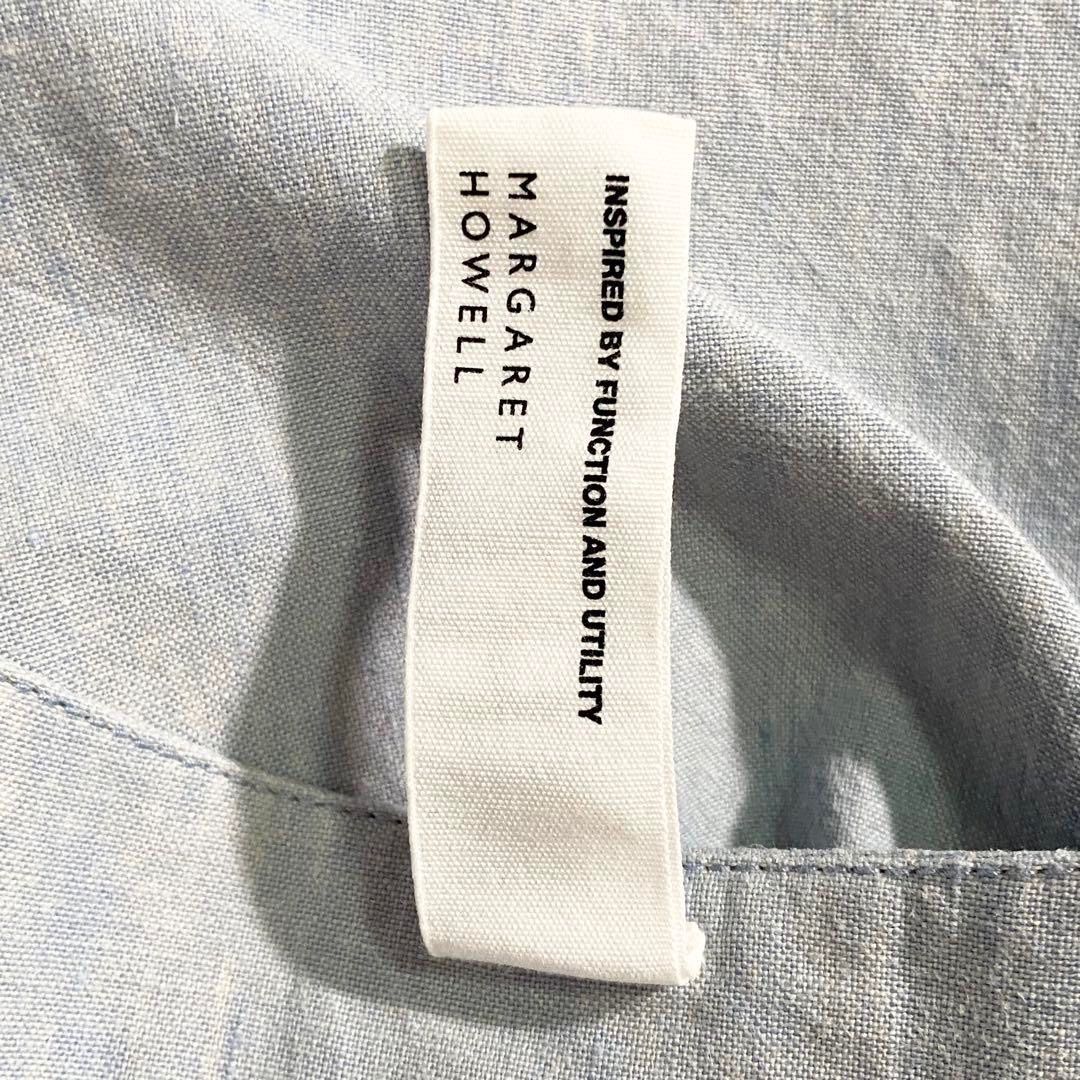 INSPIRED BY FUNCTION AND UTILITY
MARGARET
HOWELL